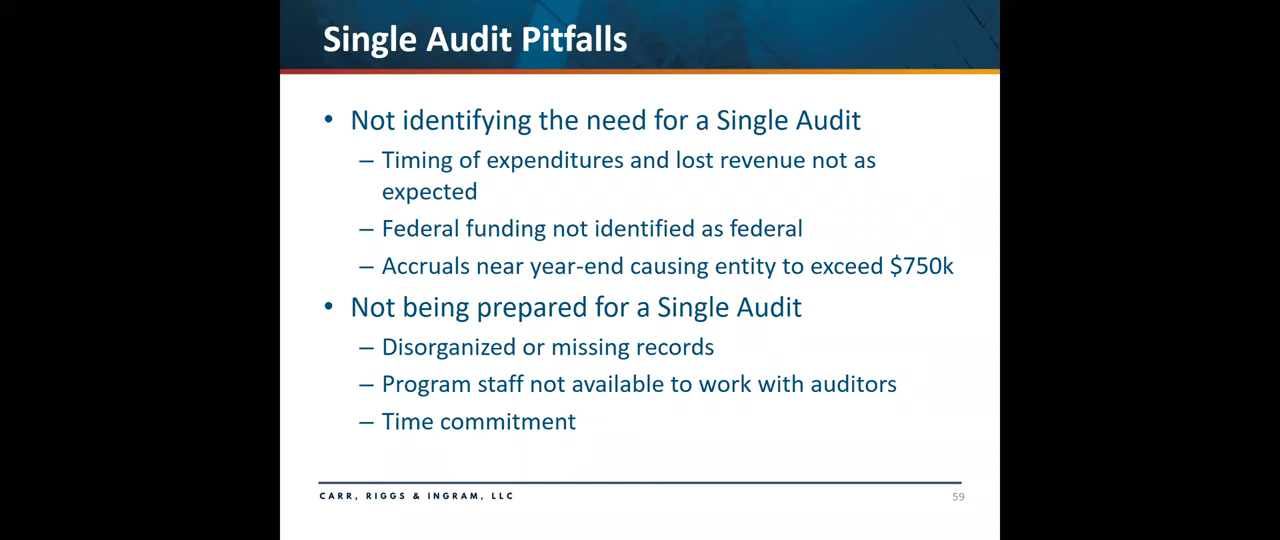 Single Audit Pitfalls
• Not identifying the need for a Single Audit
– Timing of expenditures and lost revenue not as
expected
– Federal funding not identified as federal
– Accruals near year-end causing entity to exceed $750k
• Not being prepared for a Single Audit
– Disorganized or missing records
– Program staff not available to work with auditors
– Time commitment
CARR, RIGGS & INGRAM, LLC
59